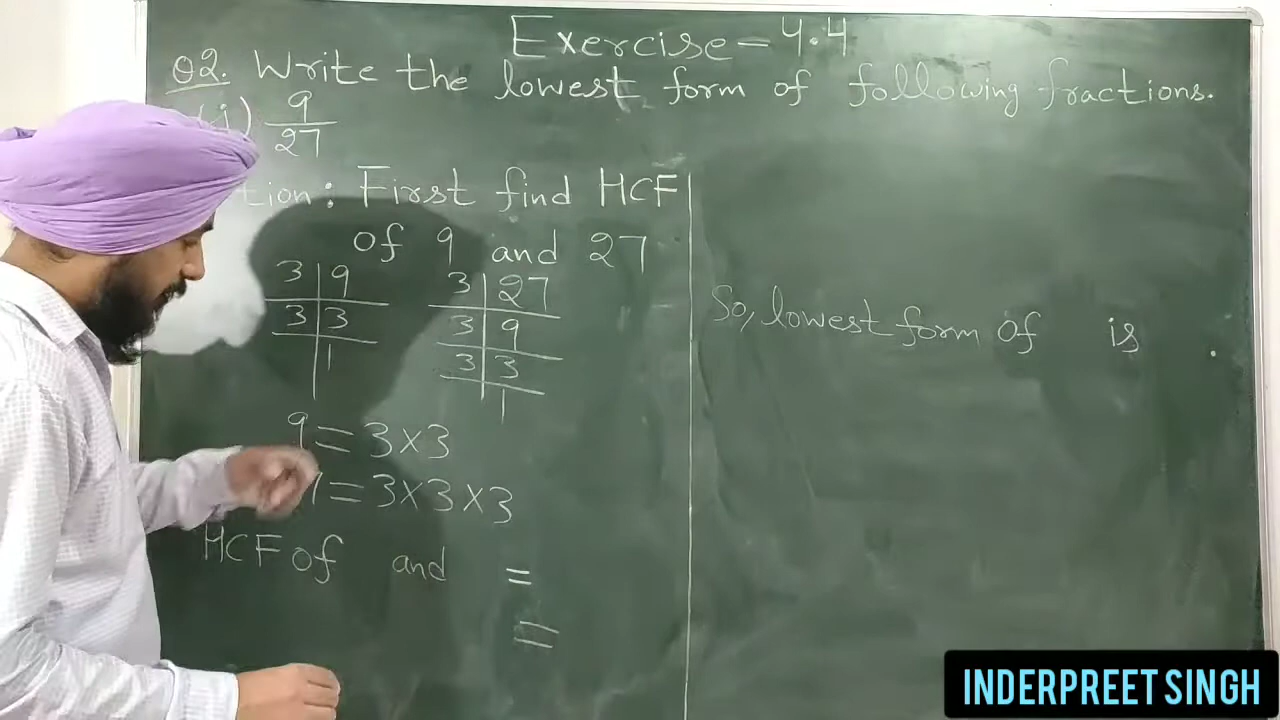 Exercise-4.4
Q2. Write the lowest form of following fractions.
(i) 9
27
tion: First find HCF
of 9 and 27
3 | 9
3 | 3
1
3 | 27
3 | 9
3 | 3
1
9 = 3×3
7 = 3×3×3
HCF of and =
=
So, lowest form of is .
INDERPREET SINGH